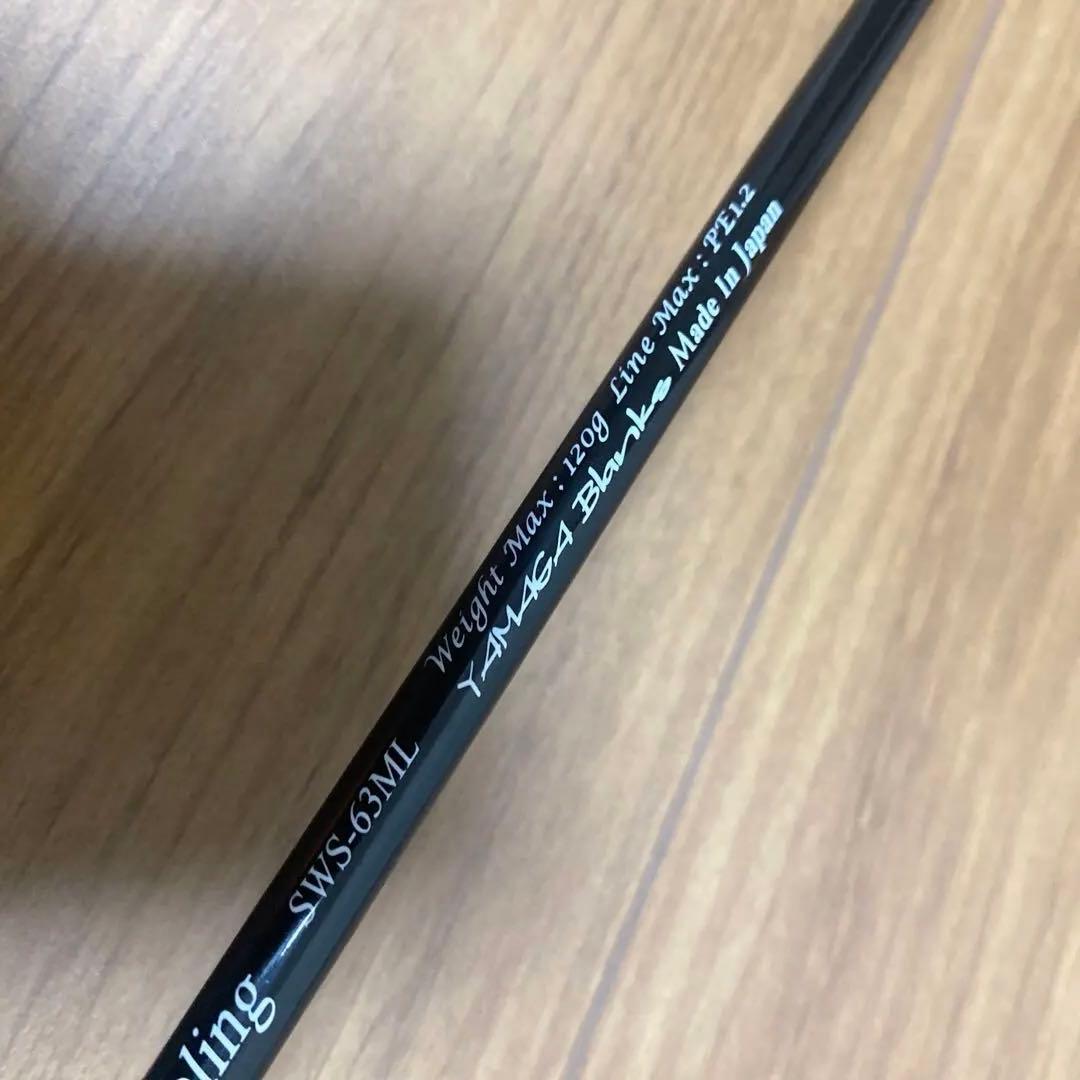 ling SWS-63ML
Weight Max : 120g Line Max : PE1.2
YAMAGA Blanks Made In Japan